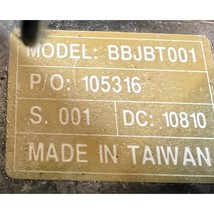 MODEL: BBJBT001
P/O: 105316
S. 001 DC: 10810
MADE IN TAIWAN